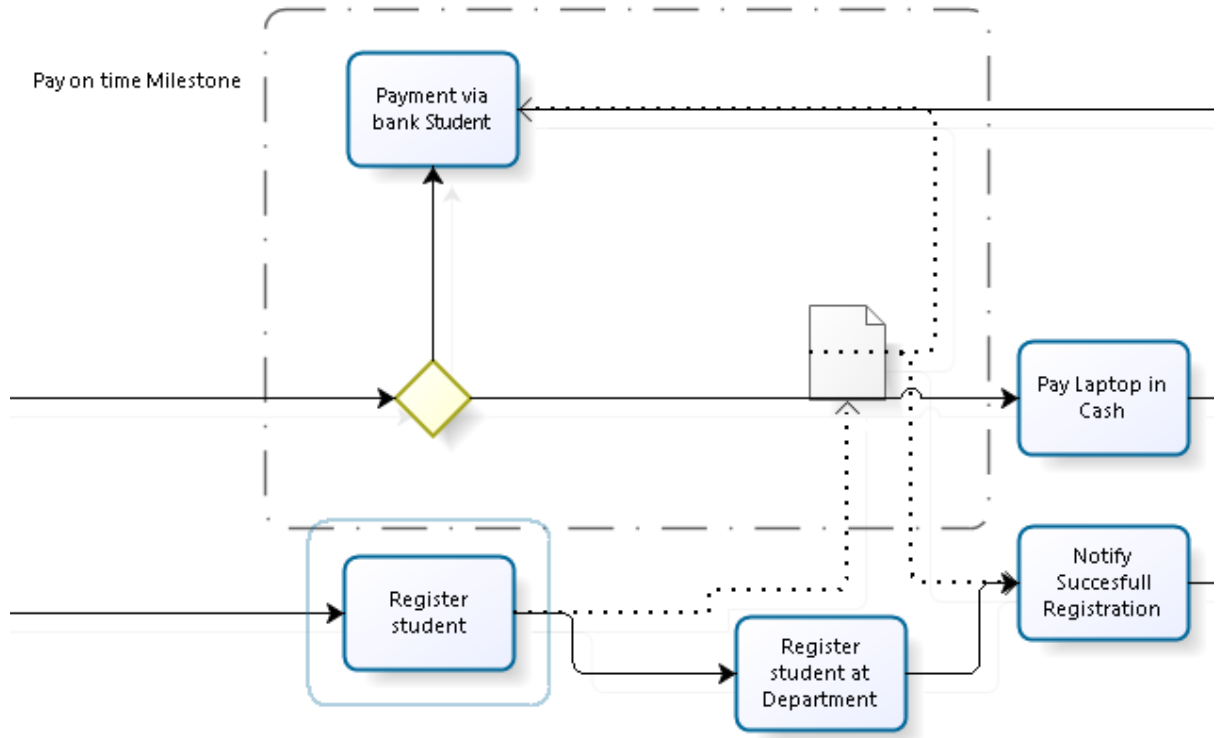 Pay on time Milestone
Payment via
bank Student
Pay Laptop in
Cash
Register
student
Register
student at
Department
Notify
Succesfull
Registration